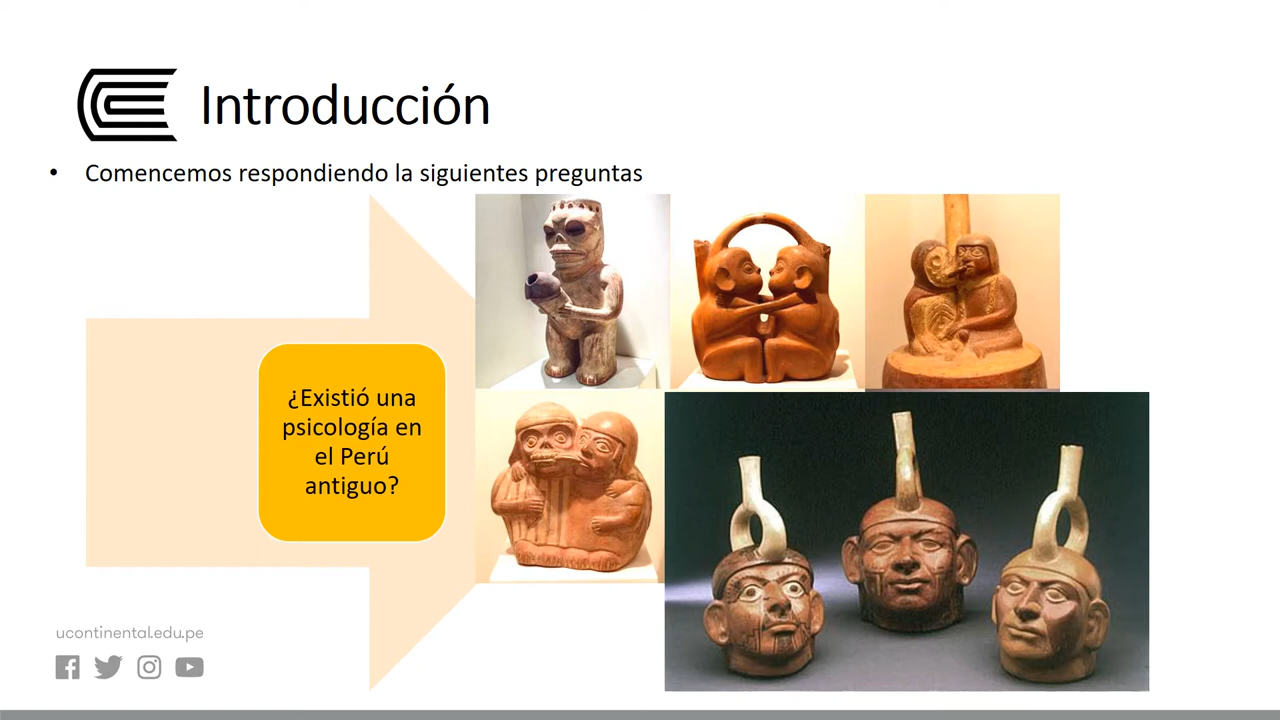 Introducción
• Comencemos respondiendo la siguientes preguntas
¿Existió una
psicología en
el Perú
antiguo?
ucontinental.edu.pe